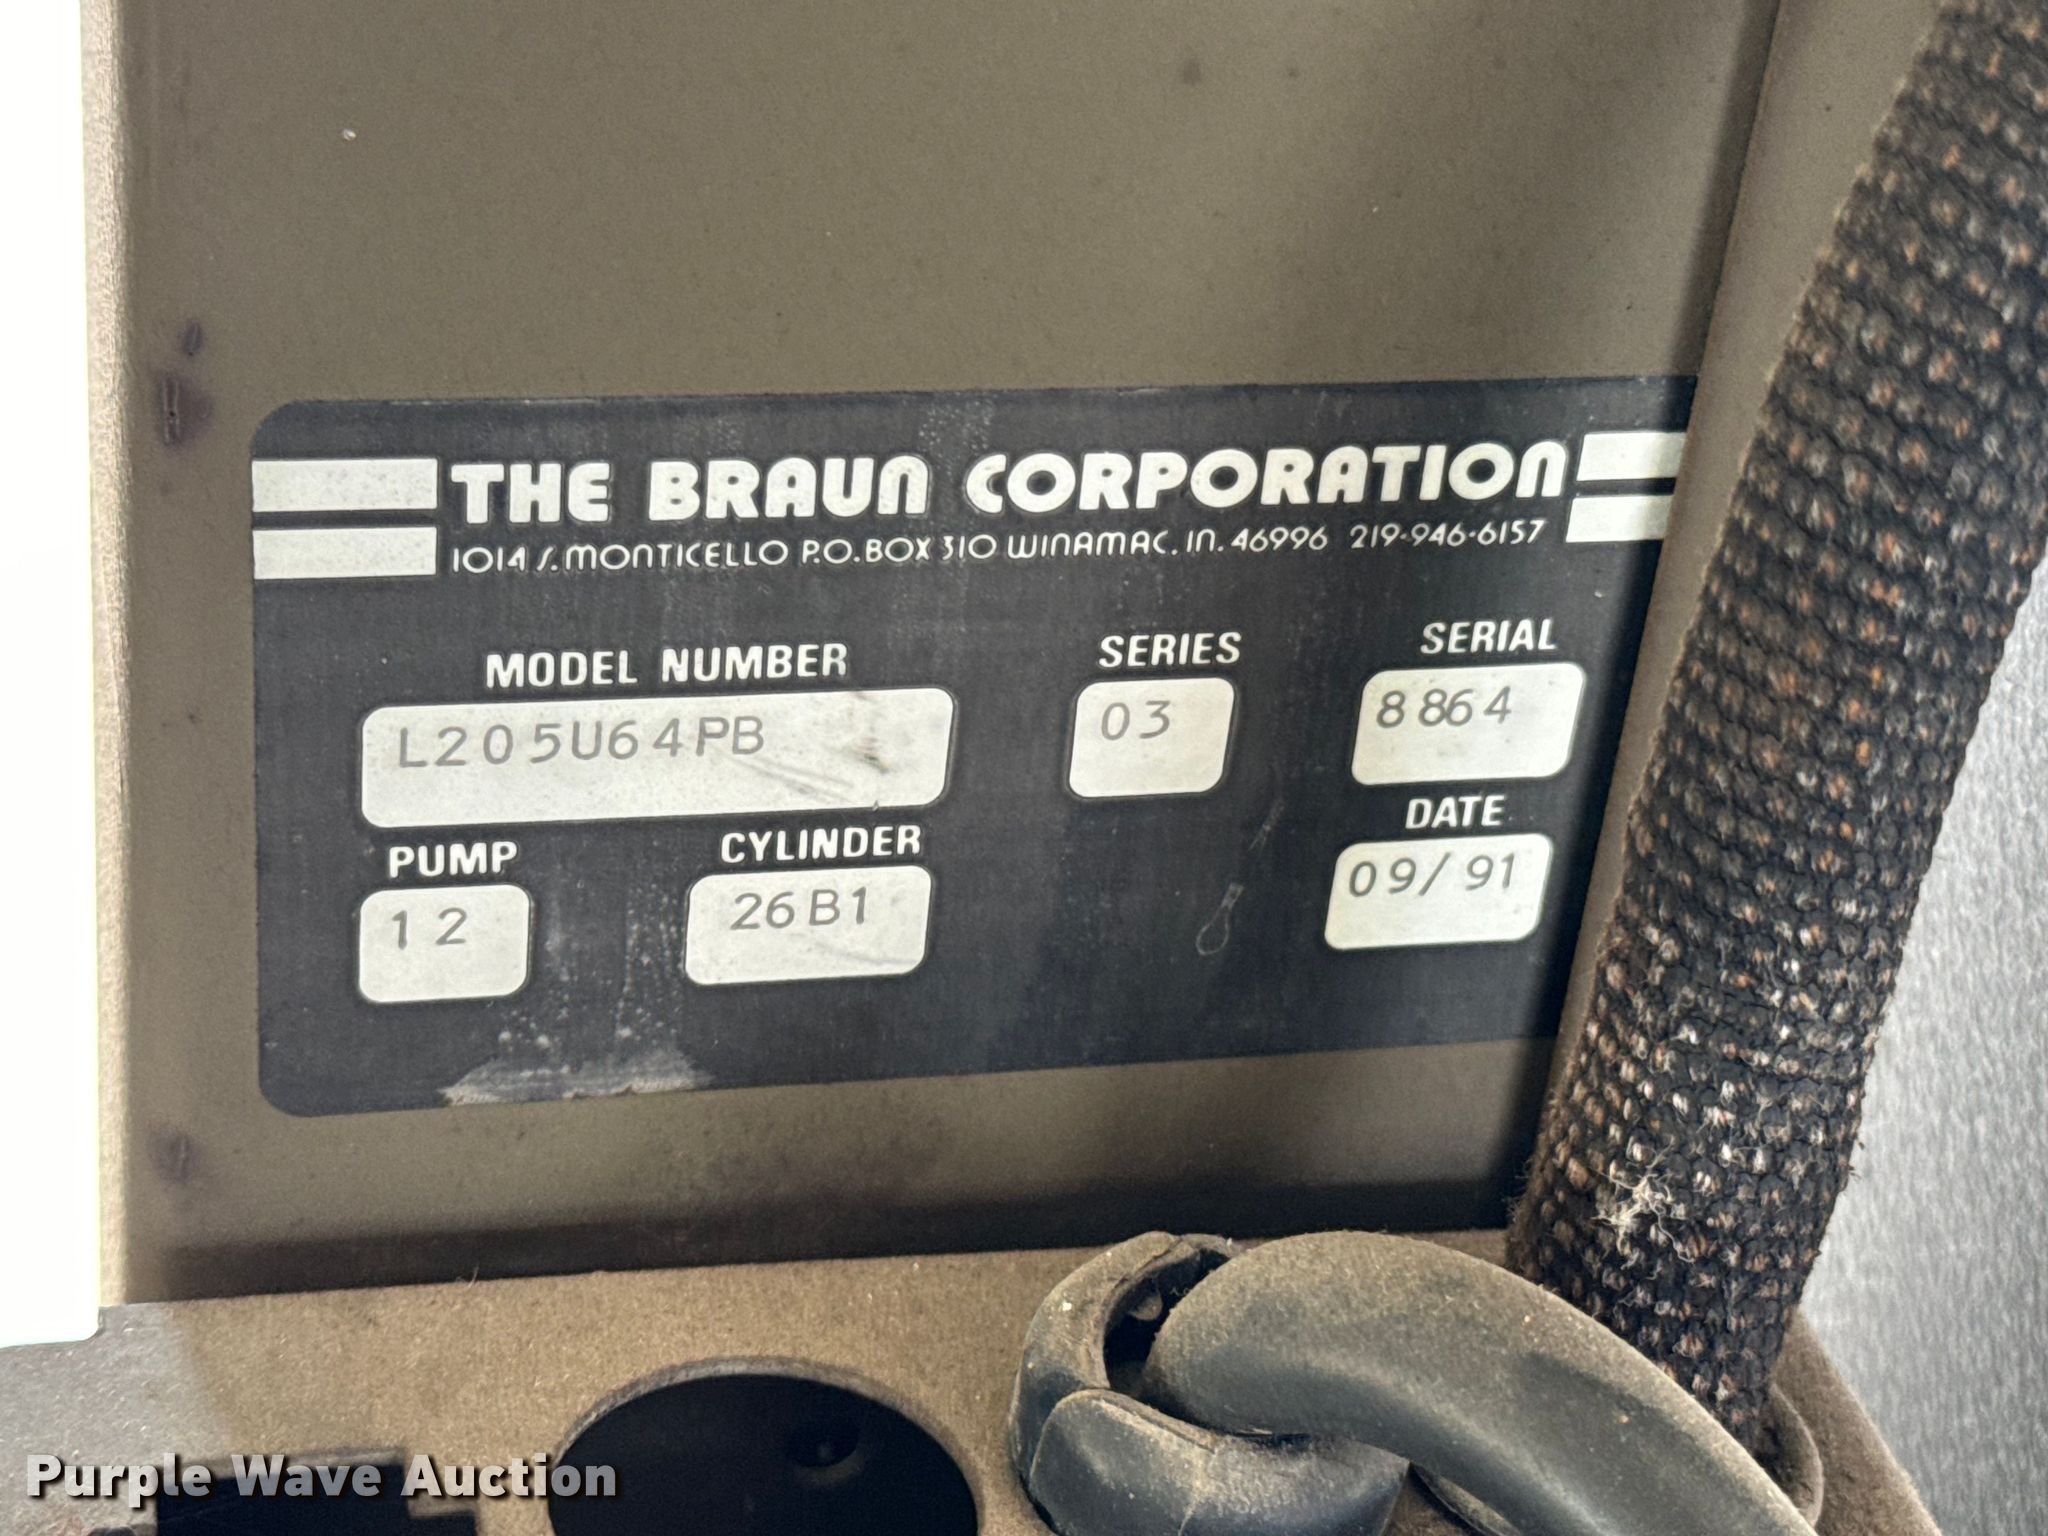 THE BRAUN CORPORATION
1014 S. MONTICELLO P.O. BOX 310 WINAMAC, IN. 46996 219-946-6157
MODEL NUMBER SERIES SERIAL
L205U64PB 03 8864
PUMP CYLINDER DATE
12 26B1 09/91
Purple Wave Auction